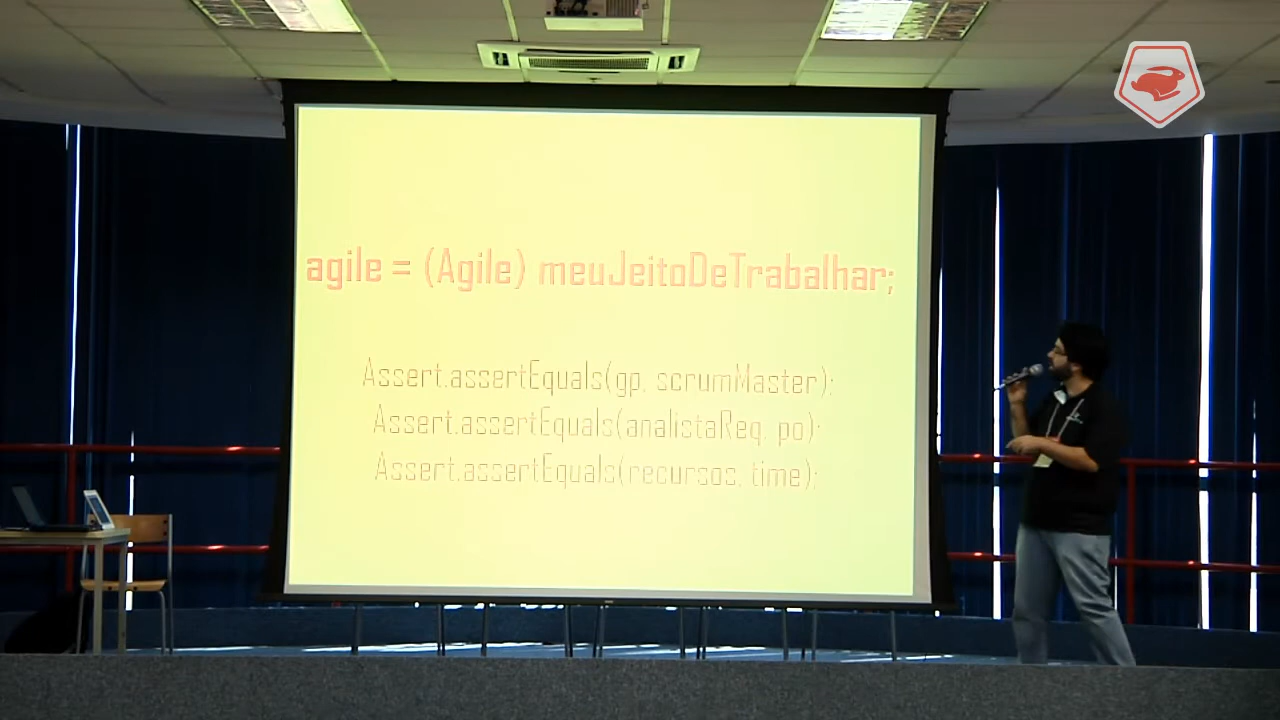 agile = (Agile) meuJeitoDeTrabalhar;
Assert.assertEquals(gp, scrumMaster);
Assert.assertEquals(analistaReq, po);
Assert.assertEquals(recursos, time);